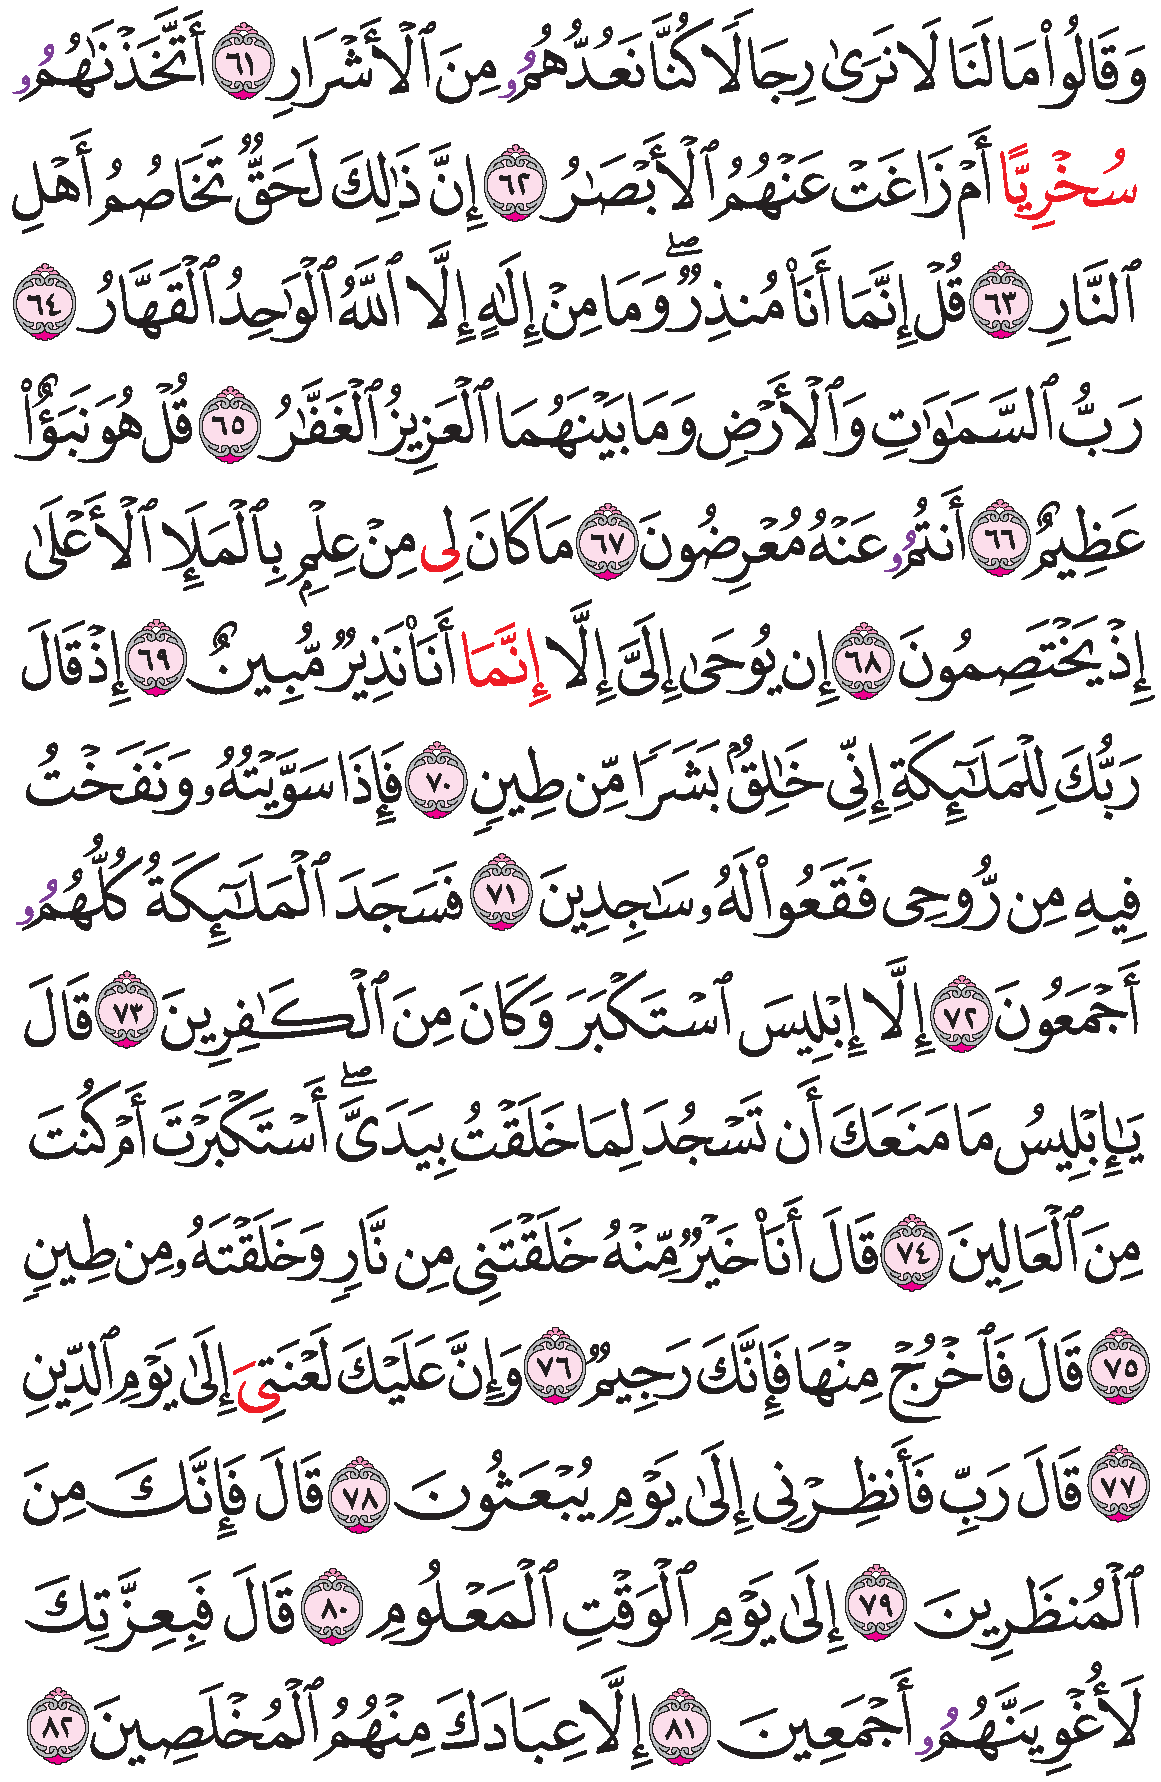 وَقَالُواْ مَا لَنَا لَا نَرَىٰ رِجَالًا كُنَّا نَعُدُّهُمُۥ مِنَ ٱلْأَشْرَارِ ٦١ أَتَّخَذْنَٰهُمُۥ
سُخْرِيًّا أَمْ زَاغَتْ عَنْهُمُ ٱلْأَبْصَٰرُ ٦٢ إِنَّ ذَٰلِكَ لَحَقٌّ تَخَاصُمُ أَهْلِ
ٱلنَّارِ ٦٣ قُلْ إِنَّمَا أَنَا۠ مُنذِرٌۖ وَمَا مِنْ إِلَٰهٍ إِلَّا ٱللَّهُ ٱلْوَٰحِدُ ٱلْقَهَّارُ ٦٤
رَبُّ ٱلسَّمَٰوَٰتِ وَٱلْأَرْضِ وَمَا بَيْنَهُمَا ٱلْعَزِيزُ ٱلْغَفَّٰرُ ٦٥ قُلْ هُوَ نَبَؤٌاْ
عَظِيمٌ ٦٦ أَنتُمُۥ عَنْهُ مُعْرِضُونَ ٦٧ مَا كَانَ لِى مِنْ عِلْمٍۭ بِٱلْمَلَإِ ٱلْأَعْلَىٰ
إِذْ يَخْتَصِمُونَ ٦٨ إِن يُوحَىٰ إِلَىَّ إِلَّا إِنَّمَا أَنَا۠ نَذِيرٌ مُّبِينٌ ٦٩ إِذْ قَالَ
رَبُّكَ لِلْمَلَٰٓئِكَةِ إِنِّى خَٰلِقٌۢ بَشَرًا مِّن طِينٍ ٧٠ فَإِذَا سَوَّيْتُهُۥ وَنَفَخْتُ
فِيهِ مِن رُّوحِى فَقَعُواْ لَهُۥ سَٰجِدِينَ ٧١ فَسَجَدَ ٱلْمَلَٰٓئِكَةُ كُلُّهُمُۥ
أَجْمَعُونَ ٧٢ إِلَّا إِبْلِيسَ ٱسْتَكْبَرَ وَكَانَ مِنَ ٱلْكَٰفِرِينَ ٧٣ قَالَ
يَٰإِبْلِيسُ مَا مَنَعَكَ أَن تَسْجُدَ لِمَا خَلَقْتُ بِيَدَىَّۖ أَسْتَكْبَرْتَ أَمْ كُنتَ
مِنَ ٱلْعَالِينَ ٧٤ قَالَ أَنَا۠ خَيْرٌ مِّنْهُ خَلَقْتَنِى مِن نَّارٍ وَخَلَقْتَهُۥ مِن طِينٍ
٧٥ قَالَ فَٱخْرُجْ مِنْهَا فَإِنَّكَ رَجِيمٌ ٧٦ وَإِنَّ عَلَيْكَ لَعْنَتِىَ إِلَىٰ يَوْمِ ٱلدِّينِ
٧٧ قَالَ رَبِّ فَأَنظِرْنِى إِلَىٰ يَوْمِ يُبْعَثُونَ ٧٨ قَالَ فَإِنَّكَ مِنَ
ٱلْمُنظَرِينَ ٧٩ إِلَىٰ يَوْمِ ٱلْوَقْتِ ٱلْمَعْلُومِ ٨٠ قَالَ فَبِعِزَّتِكَ
لَأُغْوِيَنَّهُمُۥ أَجْمَعِينَ ٨١ إِلَّا عِبَادَكَ مِنْهُمُ ٱلْمُخْلَصِينَ ٨٢